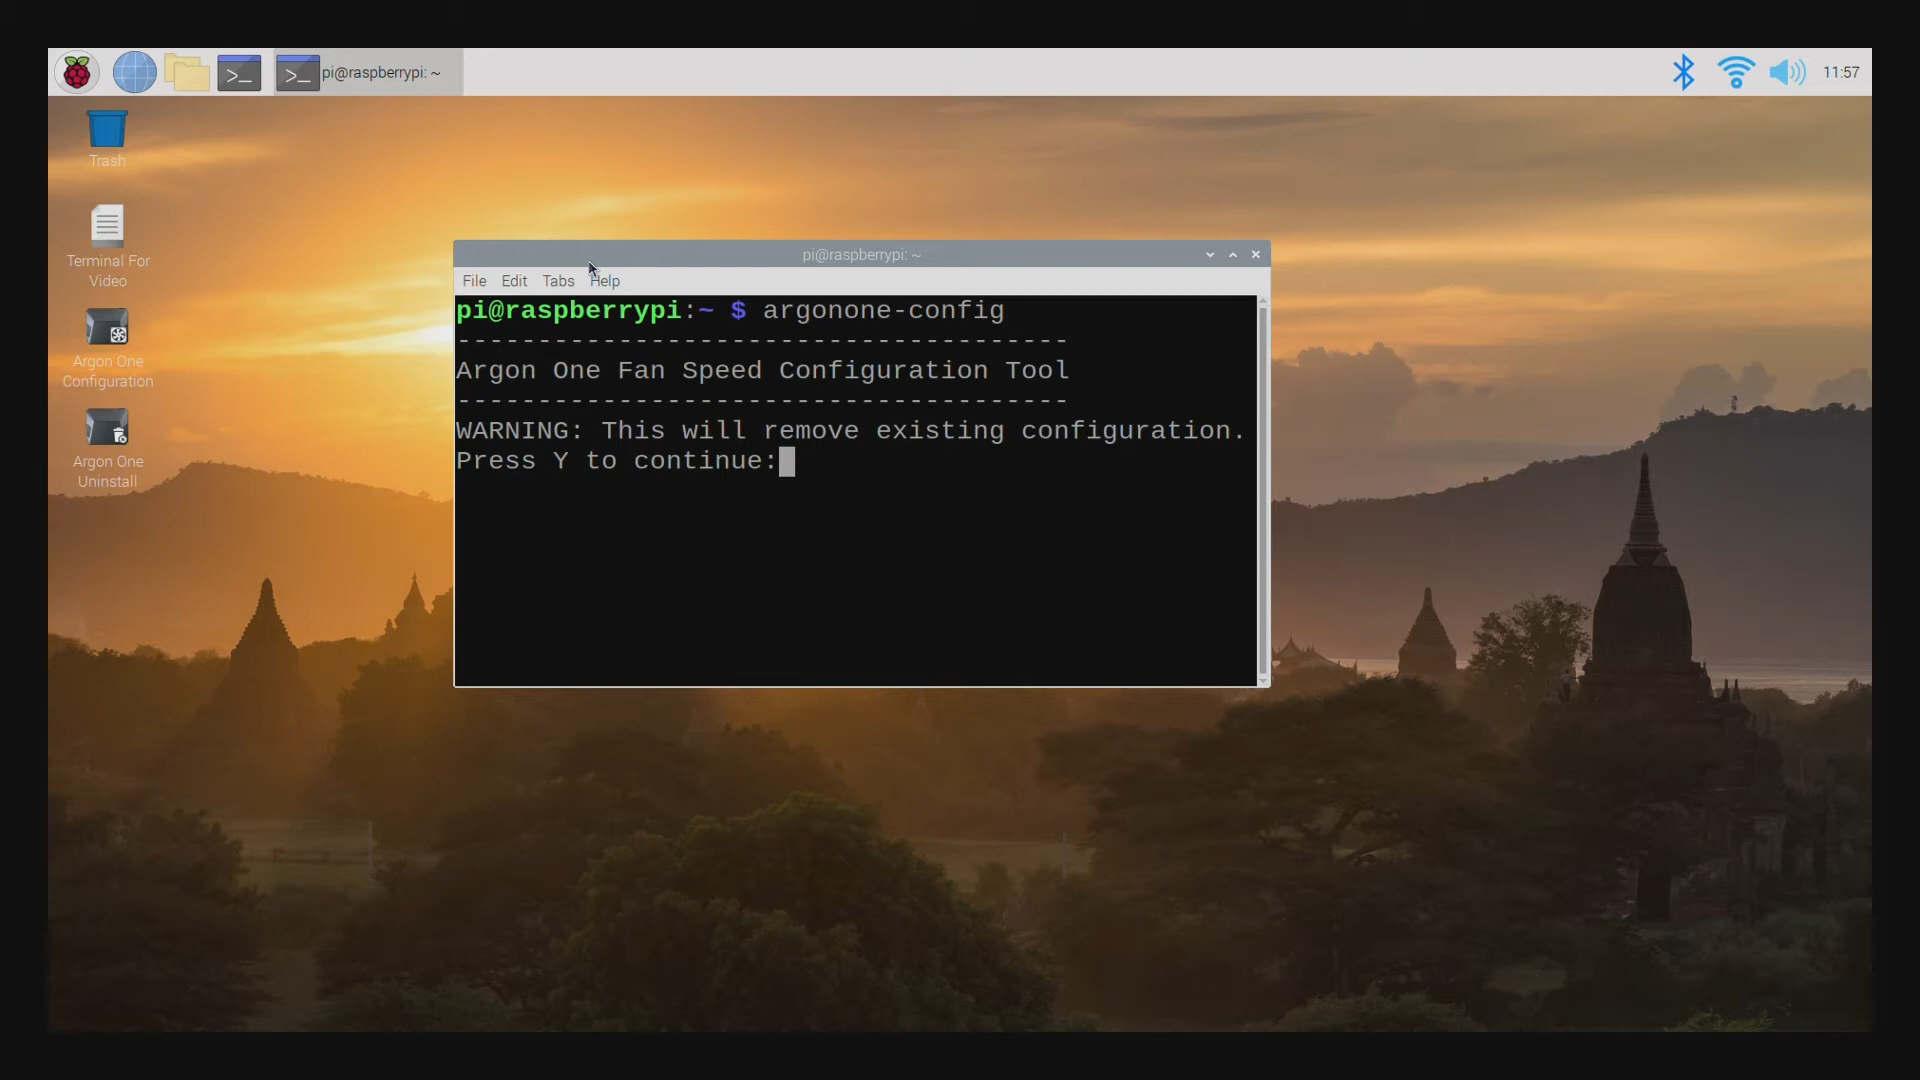 pi@raspberrypi: ~
11:57
Trash
Terminal For
Video
Argon One
Configuration
Argon One
Uninstall
pi@raspberrypi: ~
File Edit Tabs Help
pi@raspberrypi:~ $ argonone-config
--------------------------------------
Argon One Fan Speed Configuration Tool
--------------------------------------
WARNING: This will remove existing configuration.
Press Y to continue: